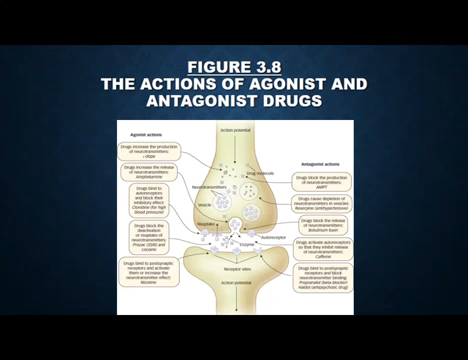 FIGURE 3.8
THE ACTIONS OF AGONIST AND
ANTAGONIST DRUGS
Agonist actions
Drugs increase the production
of neurotransmitters:
L-dopa
Drugs increase the release
of neurotransmitters:
Amphetamine
Drugs bind to
autoreceptors
and block their
inhibitory effect:
Clonidine (for high
blood pressure)
Drugs block the
deactivation
or reuptake of
neurotransmitters:
Prozac (SSRI) and
cocaine
Drugs bind to postsynaptic
receptors and activate
them or increase the
neurotransmitter effect:
Nicotine
Action potential
Drug molecule
Neurotransmitters
Vesicle
Reuptake
Autoreceptor
Enzyme
Receptor sites
Action potential
Antagonist actions
Drugs block the production
of neurotransmitters:
AMPT
Drugs cause depletion of
neurotransmitters in vesicles:
Reserpine (antihypertensive)
Drugs block the release
of neurotransmitters:
Botulinum toxin
Drugs activate autoreceptors
so that they inhibit release
of neurotransmitters:
Caffeine
Drugs bind to postsynaptic
receptors and block
neurotransmitter binding:
Propranolol (beta-blocker)
Haldol (antipsychotic drug)